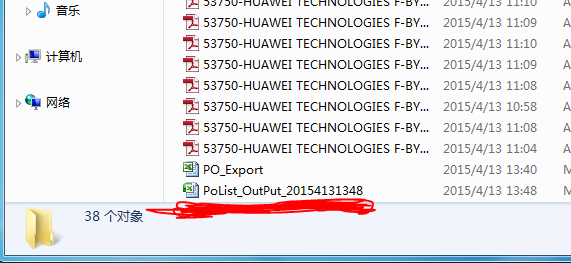 音乐
计算机
网络
53750-HUAWEI TECHNOLOGIES F-BY... 2015/4/13 11:10
53750-HUAWEI TECHNOLOGIES F-BY... 2015/4/13 11:09
53750-HUAWEI TECHNOLOGIES F-BY... 2015/4/13 11:10
53750-HUAWEI TECHNOLOGIES F-BY... 2015/4/13 11:09
53750-HUAWEI TECHNOLOGIES F-BY... 2015/4/13 11:08
53750-HUAWEI TECHNOLOGIES F-BY... 2015/4/13 10:58
53750-HUAWEI TECHNOLOGIES F-BY... 2015/4/13 11:08
53750-HUAWEI TECHNOLOGIES F-BY... 2015/4/13 11:04
PO_Export 2015/4/13 13:40
PoList_OutPut_20154131348 2015/4/13 13:48
38 个对象